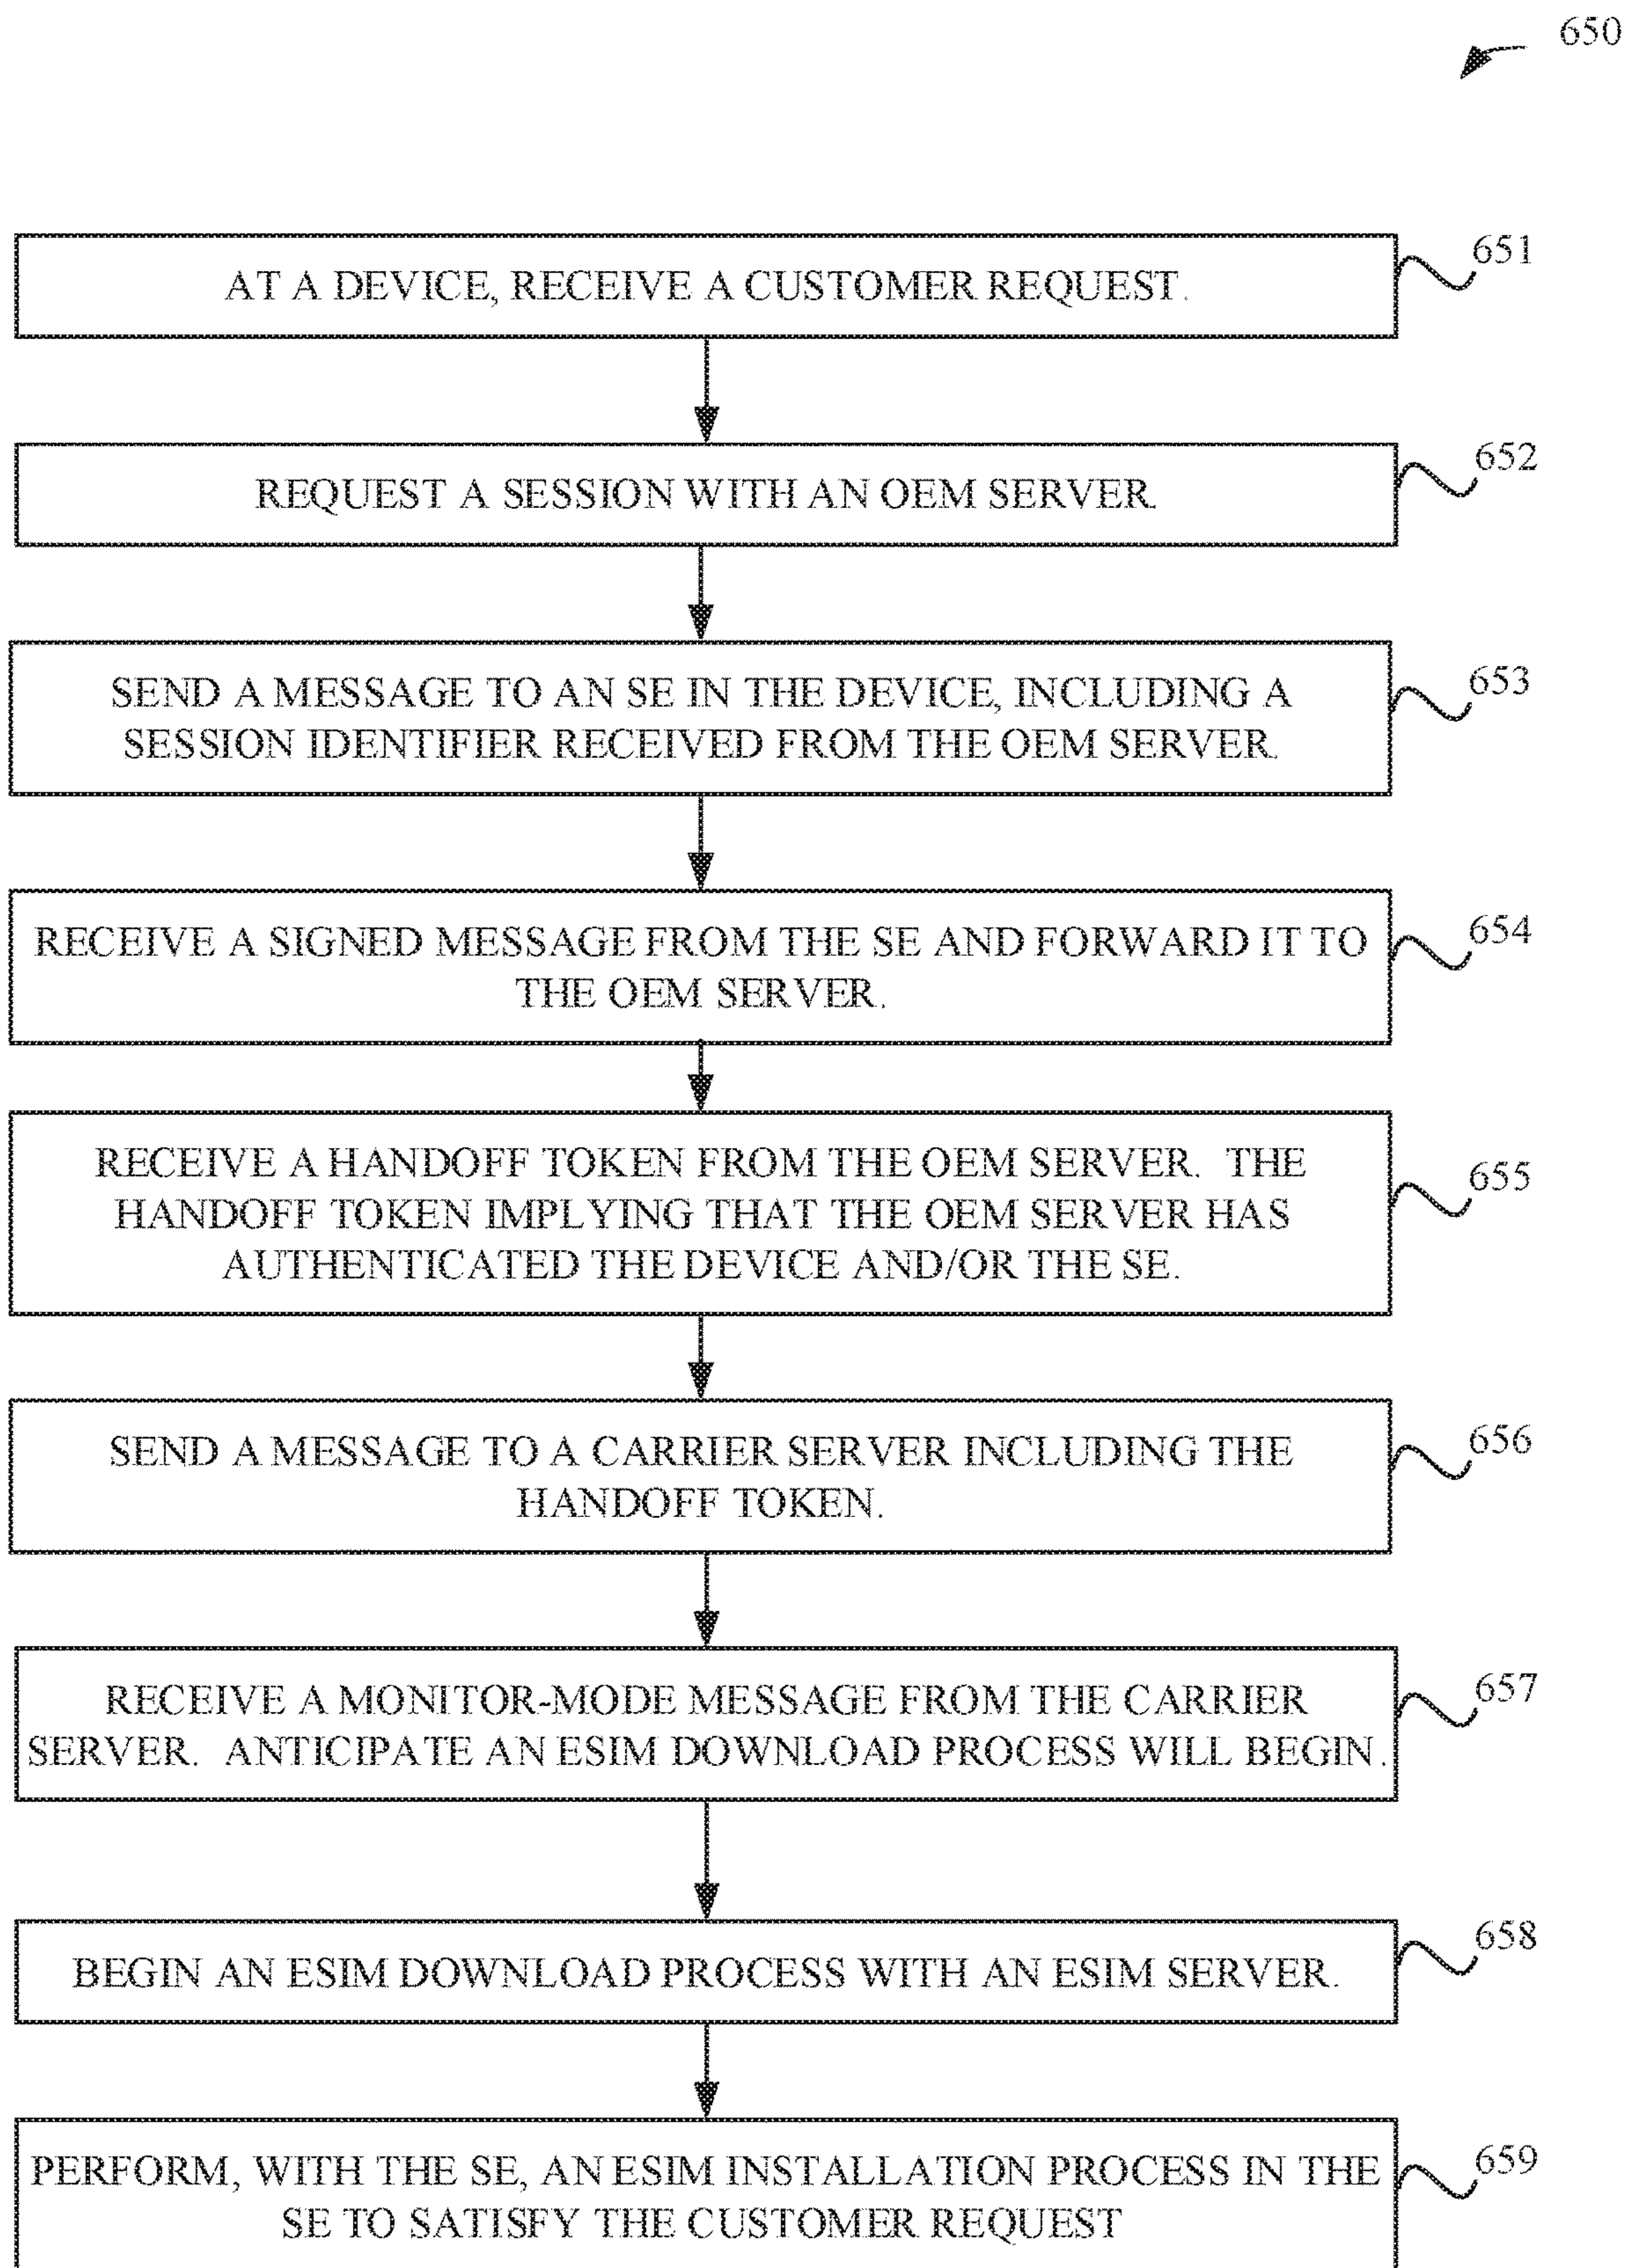 650
AT A DEVICE, RECEIVE A CUSTOMER REQUEST.
651
REQUEST A SESSION WITH AN OEM SERVER.
652
SEND A MESSAGE TO AN SE IN THE DEVICE, INCLUDING A
SESSION IDENTIFIER RECEIVED FROM THE OEM SERVER.
653
RECEIVE A SIGNED MESSAGE FROM THE SE AND FORWARD IT TO
THE OEM SERVER.
654
RECEIVE A HANDOFF TOKEN FROM THE OEM SERVER. THE
HANDOFF TOKEN IMPLYING THAT THE OEM SERVER HAS
AUTHENTICATED THE DEVICE AND/OR THE SE.
655
SEND A MESSAGE TO A CARRIER SERVER INCLUDING THE
HANDOFF TOKEN.
656
RECEIVE A MONITOR-MODE MESSAGE FROM THE CARRIER
SERVER. ANTICIPATE AN ESIM DOWNLOAD PROCESS WILL BEGIN.
657
BEGIN AN ESIM DOWNLOAD PROCESS WITH AN ESIM SERVER.
658
PERFORM, WITH THE SE, AN ESIM INSTALLATION PROCESS IN THE
SE TO SATISFY THE CUSTOMER REQUEST
659